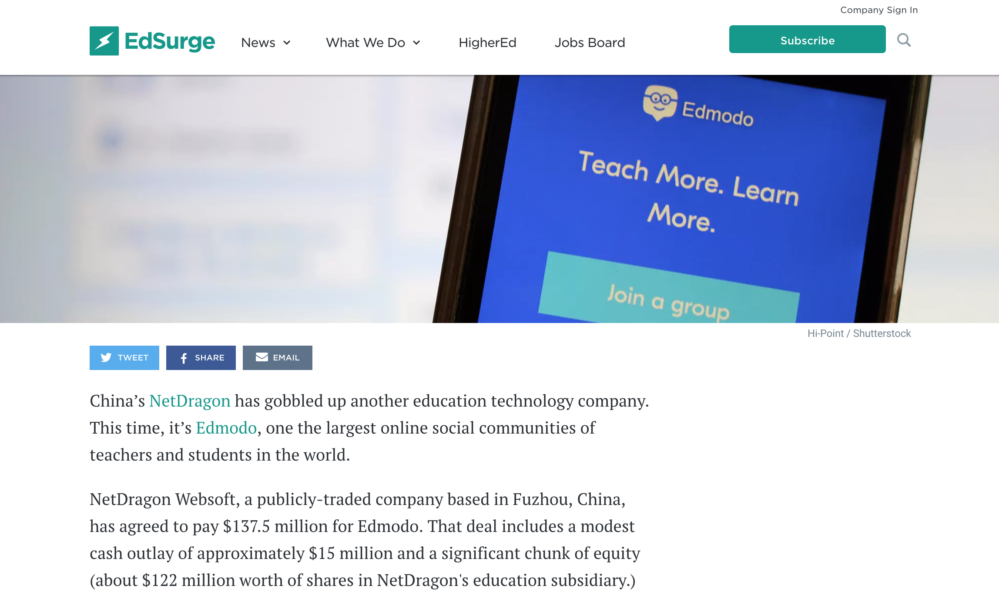 Company Sign In
EdSurge
News
What We Do
HigherEd
Jobs Board
Subscribe
Edmodo
Teach More. Learn
More.
Join a group
Hi-Point / Shutterstock
TWEET
SHARE
EMAIL
China’s NetDragon has gobbled up another education technology company.
This time, it’s Edmodo, one the largest online social communities of
teachers and students in the world.
NetDragon Websoft, a publicly-traded company based in Fuzhou, China,
has agreed to pay $137.5 million for Edmodo. That deal includes a modest
cash outlay of approximately $15 million and a significant chunk of equity
(about $122 million worth of shares in NetDragon's education subsidiary.)